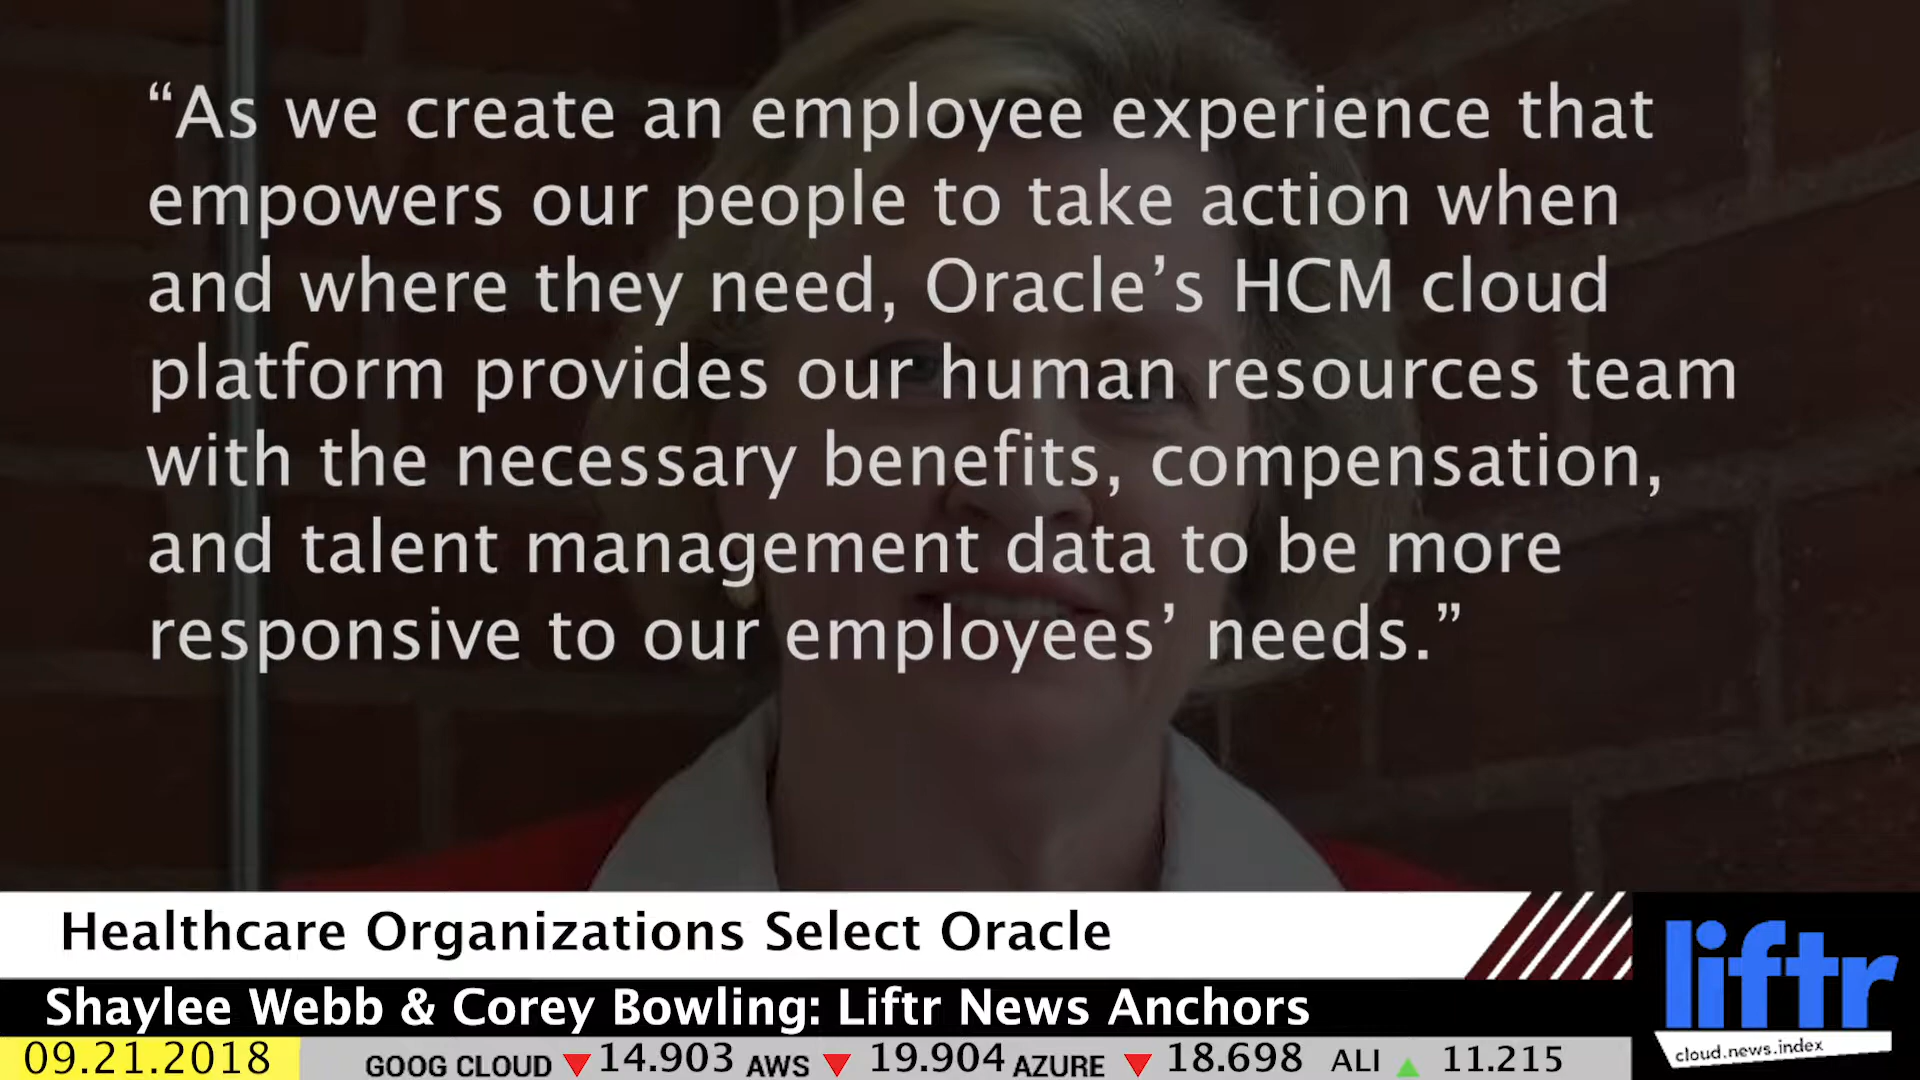 “As we create an employee experience that
empowers our people to take action when
and where they need, Oracle’s HCM cloud
platform provides our human resources team
with the necessary benefits, compensation,
and talent management data to be more
responsive to our employees’ needs.”
Healthcare Organizations Select Oracle
Shaylee Webb & Corey Bowling: Liftr News Anchors
liftr
cloud.news.index
09.21.2018 GOOG CLOUD ▼ 14.903 AWS ▼ 19.904 AZURE ▼ 18.698 ALI ▲ 11.215